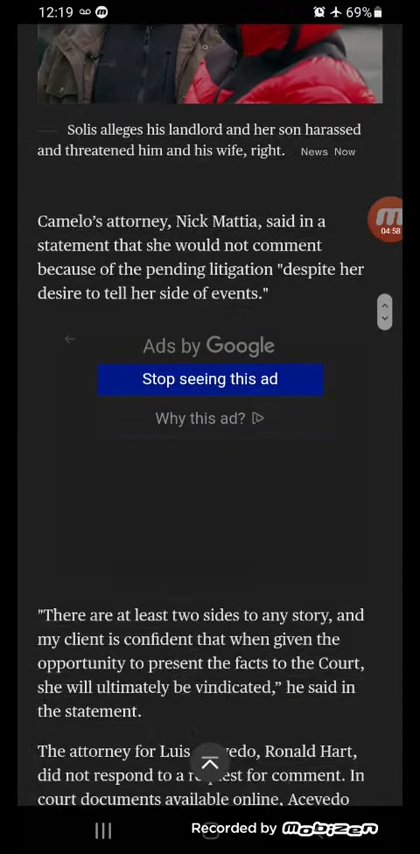 12:19
69%
Solis alleges his landlord and her son harassed
and threatened him and his wife, right. News Now
04:58
Camelo’s attorney, Nick Mattia, said in a
statement that she would not comment
because of the pending litigation "despite her
desire to tell her side of events."
Ads by Google
Stop seeing this ad
Why this ad?
"There are at least two sides to any story, and
my client is confident that when given the
opportunity to present the facts to the Court,
she will ultimately be vindicated,” he said in
the statement.
The attorney for Luis Acevedo, Ronald Hart,
did not respond to a request for comment. In
court documents available online, Acevedo
Recorded by Mobizen